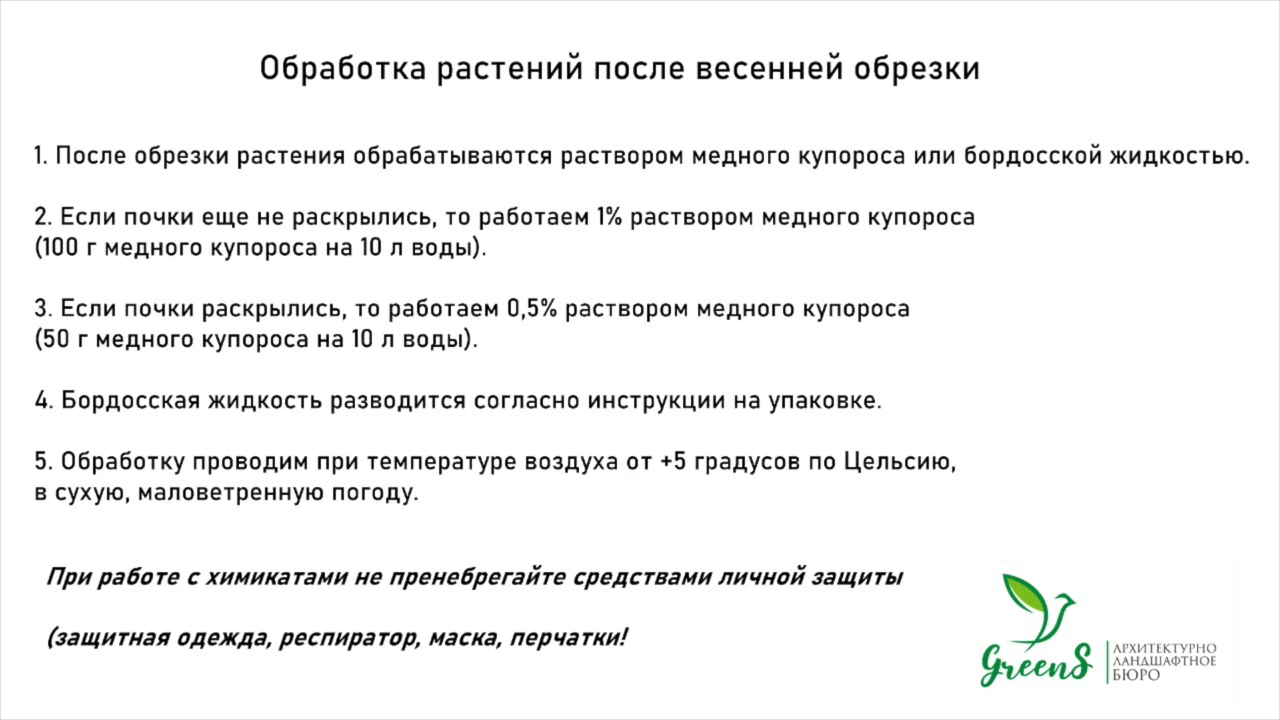 Обработка растений после весенней обрезки
1. После обрезки растения обрабатываются раствором медного купороса или бордосской жидкостью.
2. Если почки еще не раскрылись, то работаем 1% раствором медного купороса
(100 г медного купороса на 10 л воды).
3. Если почки раскрылись, то работаем 0,5% раствором медного купороса
(50 г медного купороса на 10 л воды).
4. Бордосская жидкость разводится согласно инструкции на упаковке.
5. Обработку проводим при температуре воздуха от +5 градусов по Цельсию,
в сухую, маловетренную погоду.
При работе с химикатами не пренебрегайте средствами личной защиты
(защитная одежда, респиратор, маска, перчатки!
greenS
АРХИТЕКТУРНО
ЛАНДШАФТНОЕ
БЮРО